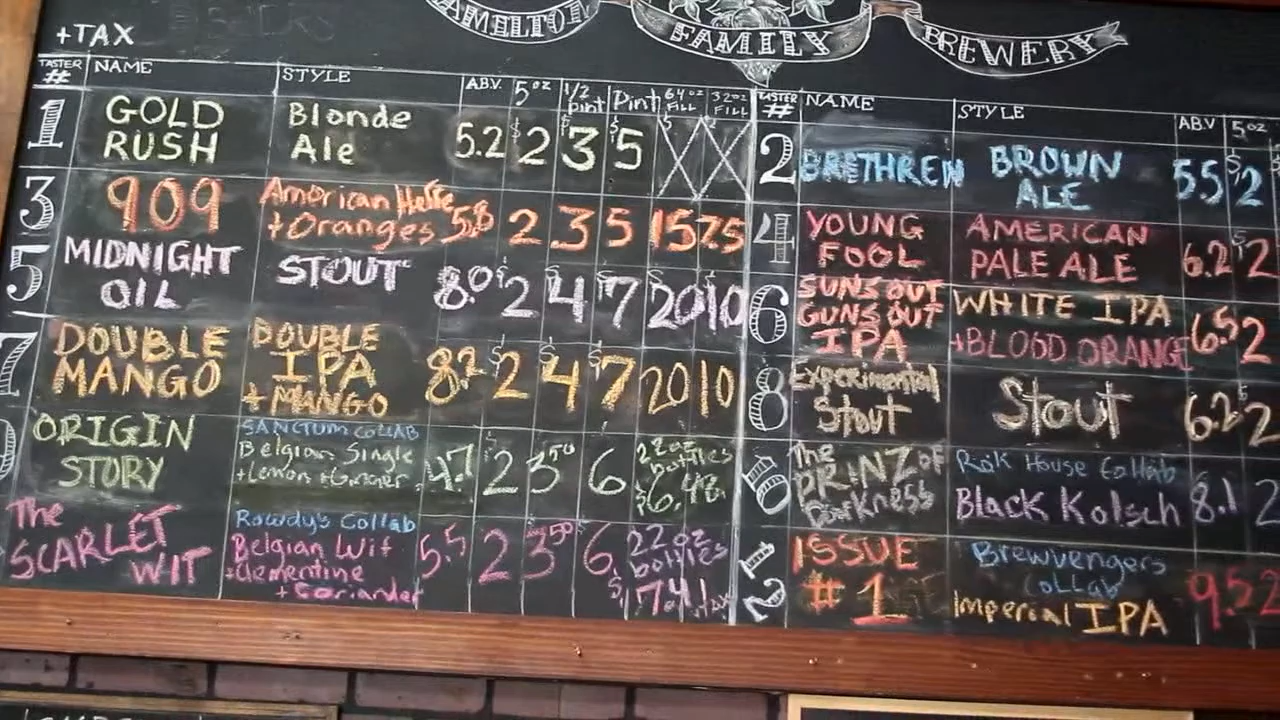 HAMILTON FAMILY BREWERY
+TAX
TASTER # NAME STYLE ABV. 5oz 1/2 pint Pint 64oz FILL 32oz FILL
1 GOLD RUSH Blonde Ale 5.2 $2 $3 $5
3 909 American Hefe + Oranges 5.8 2 3 5 15 7.25
5 MIDNIGHT OIL STOUT 8.0 $2 $4 $7 $20 $10
7 DOUBLE MANGO DOUBLE IPA + MANGO 8.2 $2 $4 $7 20 10
ORIGIN STORY SANCTUM COLLAB Belgian Single + Lemon + Ginger 4.7 $2 3.50 6 22oz bottles $6.48
The SCARLET WIT Rowdy's Collab Belgian Wit + Clementine + Coriander 5.5 2 3.50 6 22oz bottles
TASTER # NAME STYLE ABV 5oz
2 BRETHREN BROWN ALE 5.5 $2
4 YOUNG FOOL AMERICAN PALE ALE 6.2 $2
6 SUNS OUT GUNS OUT IPA WHITE IPA + BLOOD ORANGE 6.5 2
8 Experimental Stout Stout 6.2 $2
10 The PRINZ OF Darkness Rök House Collab Black Kolsch 8.1 2
12 ISSUE # 1 Brewvengers Collab Imperial IPA 9.5 2